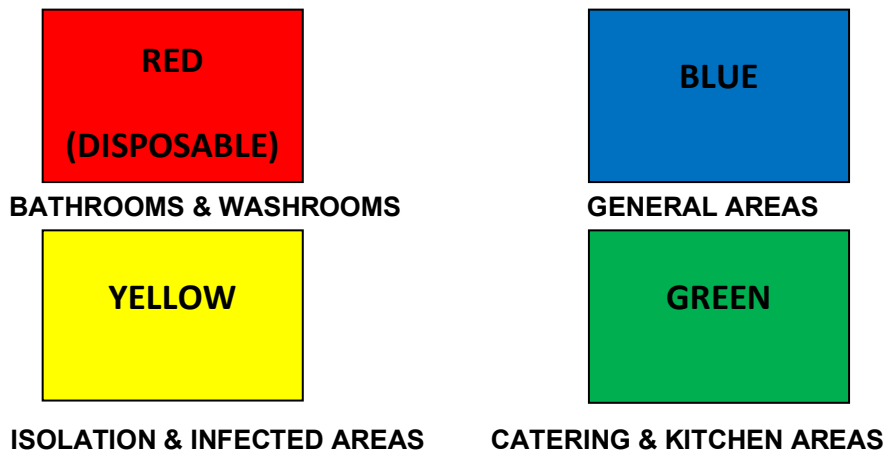 RED
(DISPOSABLE)
BLUE
BATHROOMS & WASHROOMS
GENERAL AREAS
YELLOW
GREEN
ISOLATION & INFECTED AREAS
CATERING & KITCHEN AREAS